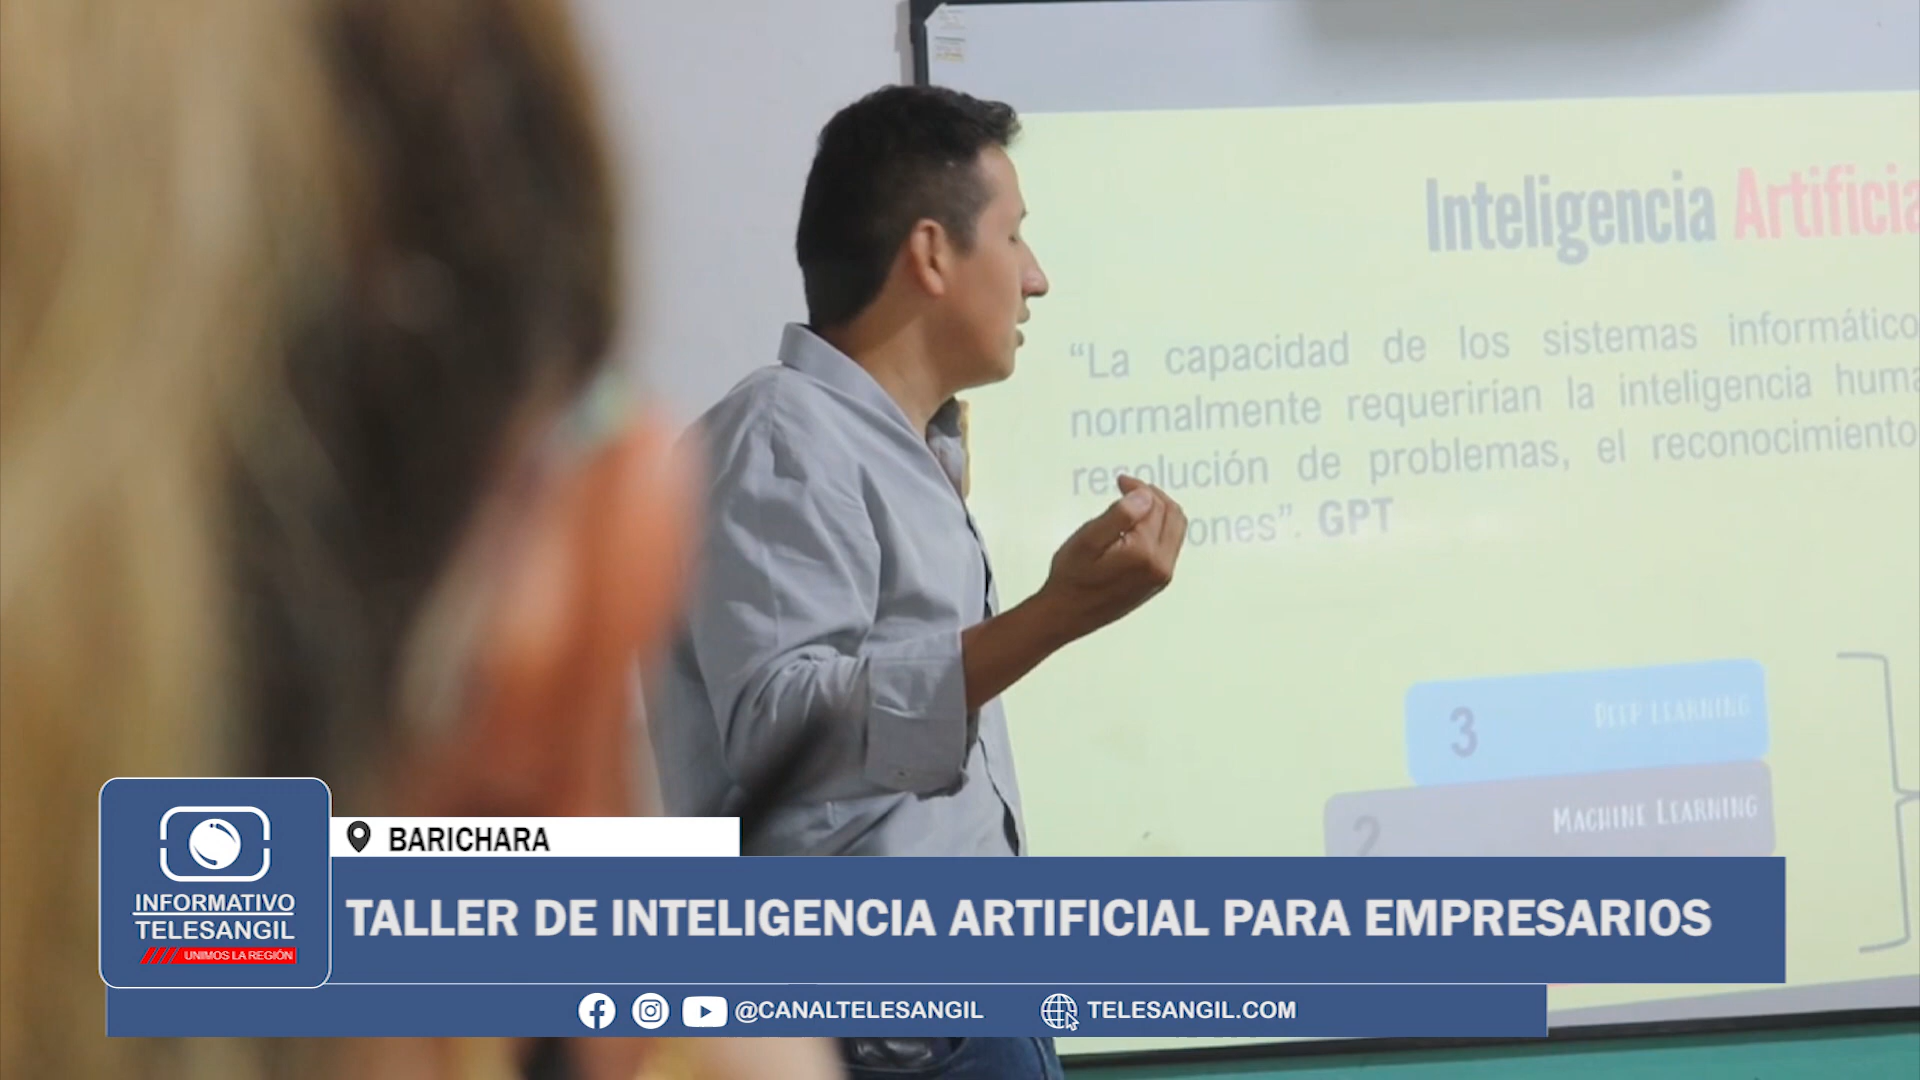 Inteligencia Artificia
“La capacidad de los sistemas informático
normalmente requerirían la inteligencia huma
resolución de problemas, el reconocimiento
ones”. GPT
3 DEEP LEARNING
2 MACHINE LEARNING
BARICHARA
TALLER DE INTELIGENCIA ARTIFICIAL PARA EMPRESARIOS
INFORMATIVO
TELESANGIL
UNIMOS LA REGIÓN
@CANALTELESANGIL TELESANGIL.COM